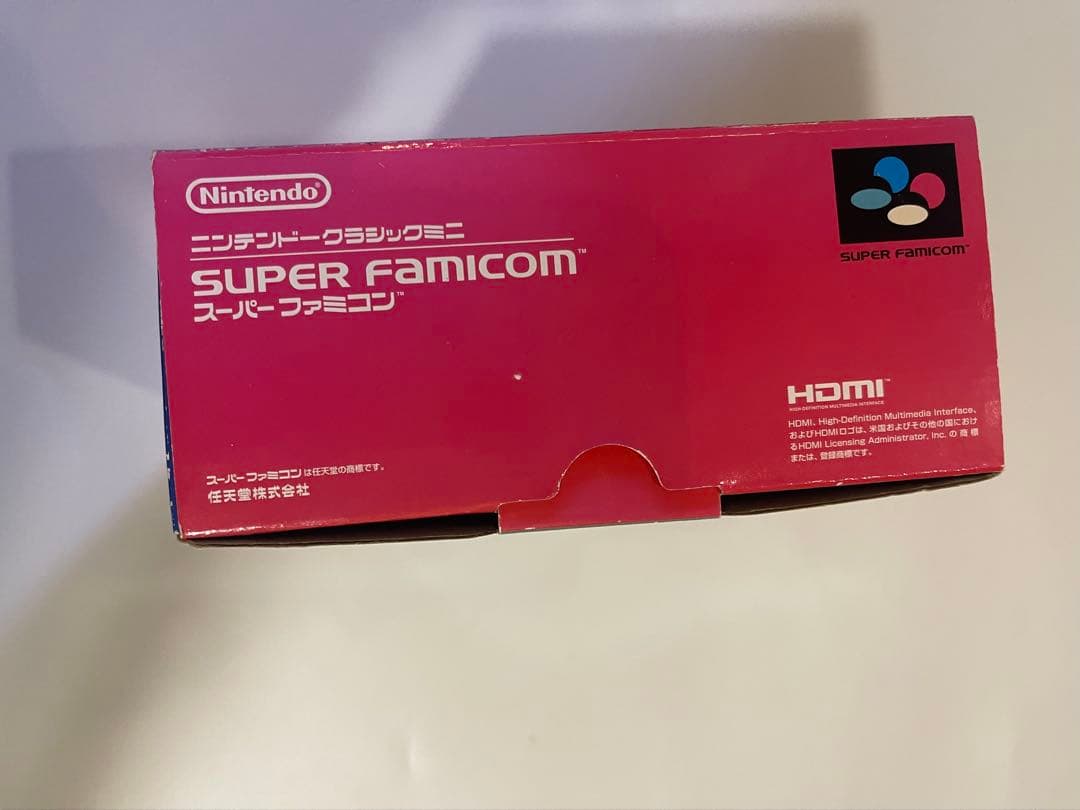 Nintendo®
ニンテンドークラシックミニ
SUPER FAMICOM™
スーパーファミコン™
SUPER FAMICOM™
HDMI™
HIGH-DEFINITION MULTIMEDIA INTERFACE
HDMI、High-Definition Multimedia Interface、
およびHDMIロゴは、米国およびその他の国におけ
るHDMI Licensing Administrator, Inc. の商標
または、登録商標です。
スーパーファミコンは任天堂の商標です。
任天堂株式会社